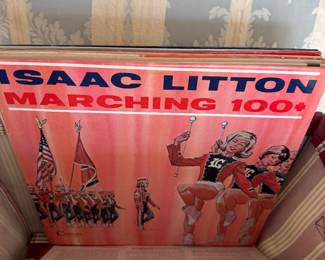 ISAAC LITTON
MARCHING 100+
L